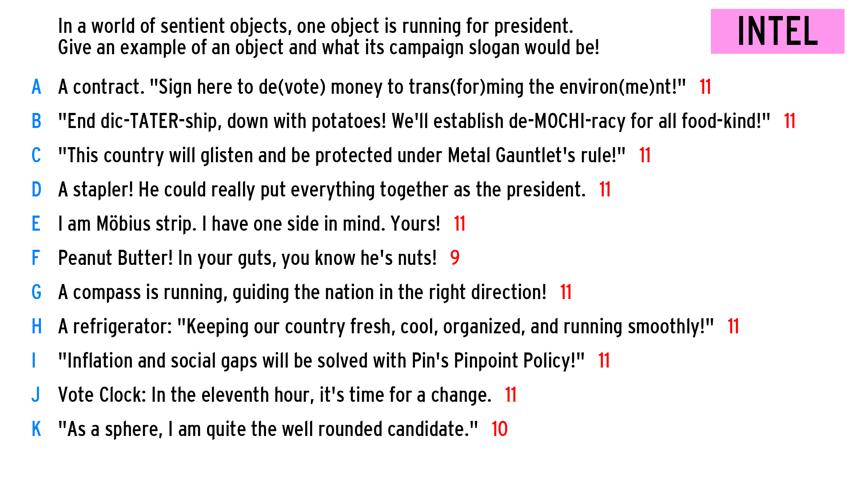 In a world of sentient objects, one object is running for president.
Give an example of an object and what its campaign slogan would be!
INTEL
A A contract. "Sign here to de(vote) money to trans(for)ming the environ(me)nt!" 11
B "End dic-TATER-ship, down with potatoes! We'll establish de-MOCHI-racy for all food-kind!" 11
C "This country will glisten and be protected under Metal Gauntlet's rule!" 11
D A stapler! He could really put everything together as the president. 11
E I am Möbius strip. I have one side in mind. Yours! 11
F Peanut Butter! In your guts, you know he's nuts! 9
G A compass is running, guiding the nation in the right direction! 11
H A refrigerator: "Keeping our country fresh, cool, organized, and running smoothly!" 11
I "Inflation and social gaps will be solved with Pin's Pinpoint Policy!" 11
J Vote Clock: In the eleventh hour, it's time for a change. 11
K "As a sphere, I am quite the well rounded candidate." 10